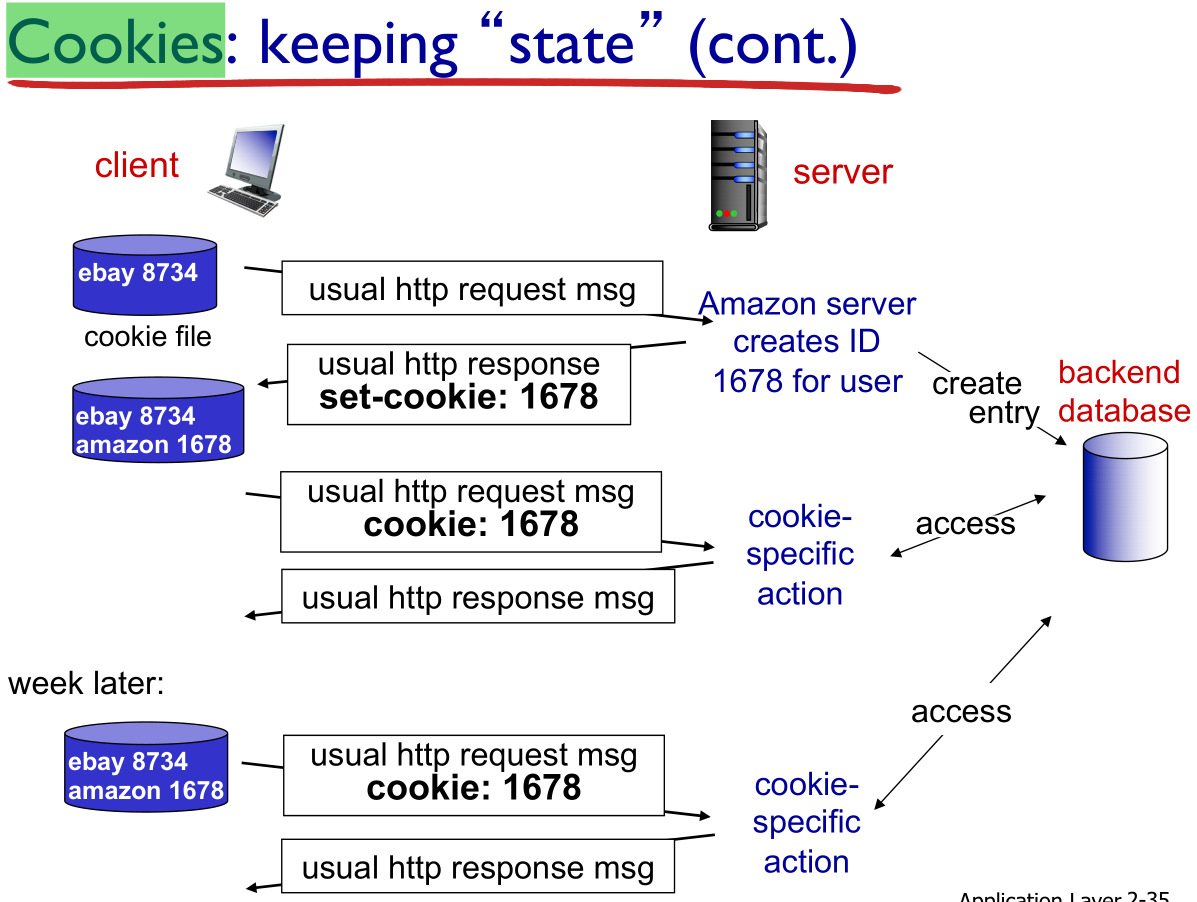 Cookies: keeping “state” (cont.)
client
server
ebay 8734
cookie file
usual http request msg
Amazon server
creates ID
1678 for user
usual http response
set-cookie: 1678
create
entry
backend
database
ebay 8734
amazon 1678
usual http request msg
cookie: 1678
cookie-
specific
action
access
usual http response msg
week later:
access
ebay 8734
amazon 1678
usual http request msg
cookie: 1678
cookie-
specific
action
usual http response msg
Application Layer 2-35